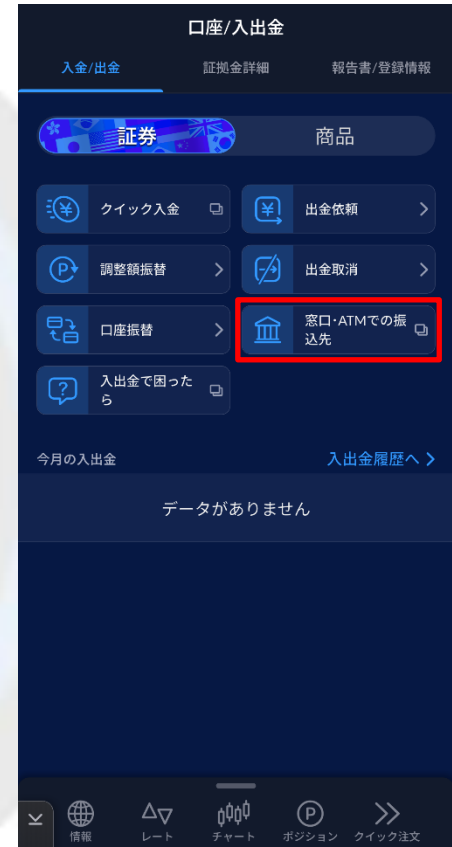 口座/入出金
入金/出金
証拠金詳細
報告書/登録情報
証券
商品
クイック入金
出金依頼
調整額振替
出金取消
口座振替
窓口・ATMでの振
込先
入出金で困った
ら
今月の入出金
入出金履歴へ
データがありません
情報
レート
チャート
ポジション
クイック注文